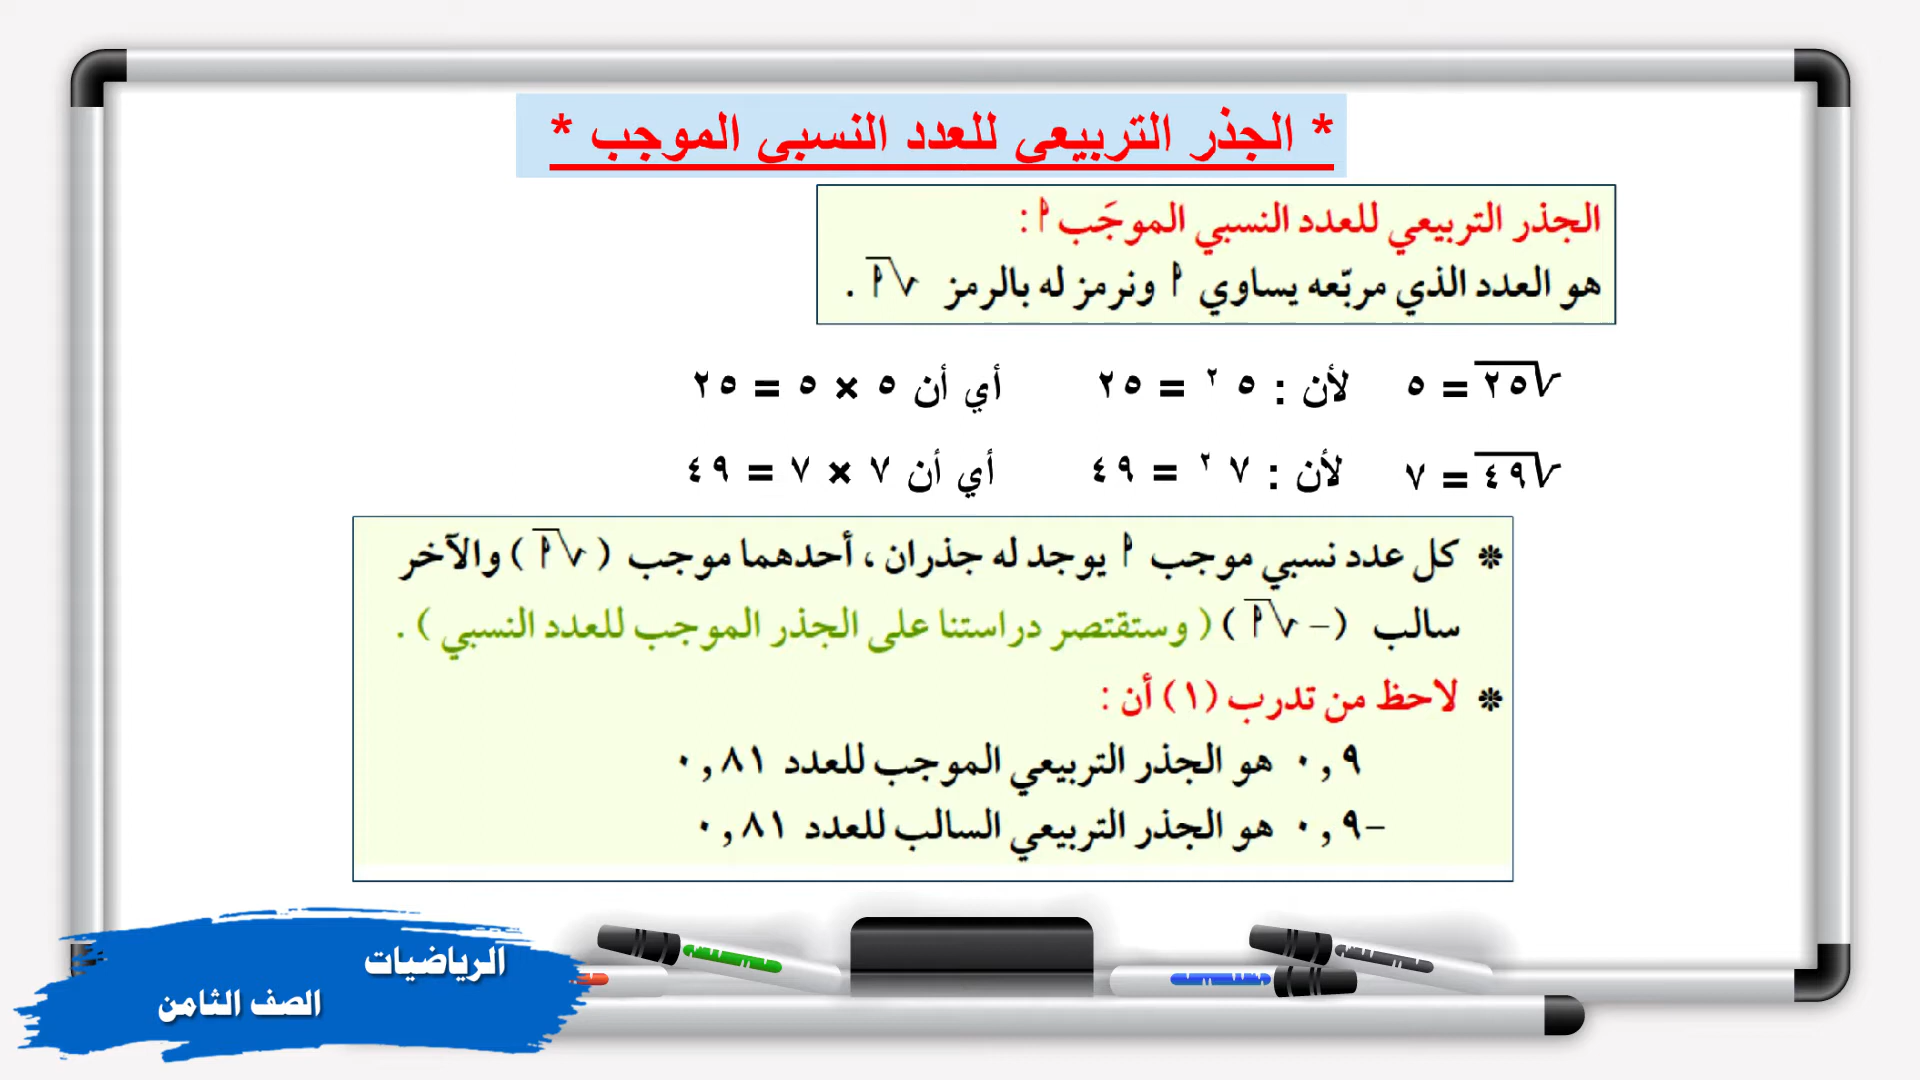 * الجذر التربيعي للعدد النسبي الموجب *
الجذر التربيعي للعدد النسبي الموجَب أ :
هو العدد الذي مربّعه يساوي أ ونرمز له بالرمز √أ .
√٢٥ = ٥ لأن : ٥ ٢ = ٢٥ أي أن ٥ × ٥ = ٢٥
√٤٩ = ٧ لأن : ٧ ٢ = ٤٩ أي أن ٧ × ٧ = ٤٩
* كل عدد نسبي موجب أ يوجد له جذران ، أحدهما موجب (√أ) والآخر
سالب (–√أ) ( وستقتصر دراستنا على الجذر الموجب للعدد النسبي ) .
* لاحظ من تدرب (١) أن :
٠,٩ هو الجذر التربيعي الموجب للعدد ٠,٨١
–٠,٩ هو الجذر التربيعي السالب للعدد ٠,٨١
الرياضيات
الصف الثامن